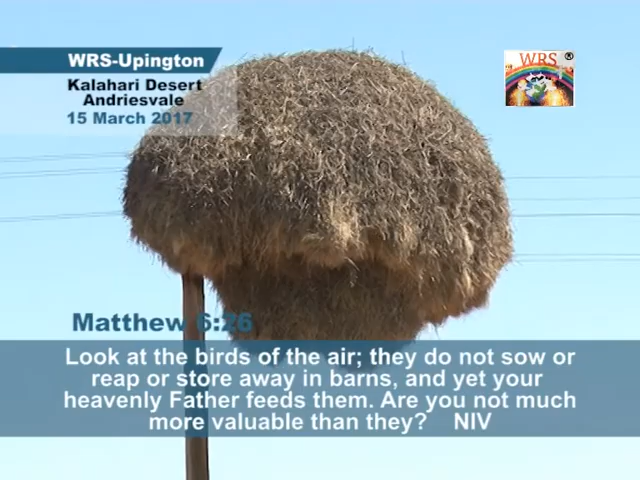 WRS-Upington
Kalahari Desert
Andriesvale
15 March 2017
WRS®
Matthew 6:26
Look at the birds of the air; they do not sow or
reap or store away in barns, and yet your
heavenly Father feeds them. Are you not much
more valuable than they? NIV